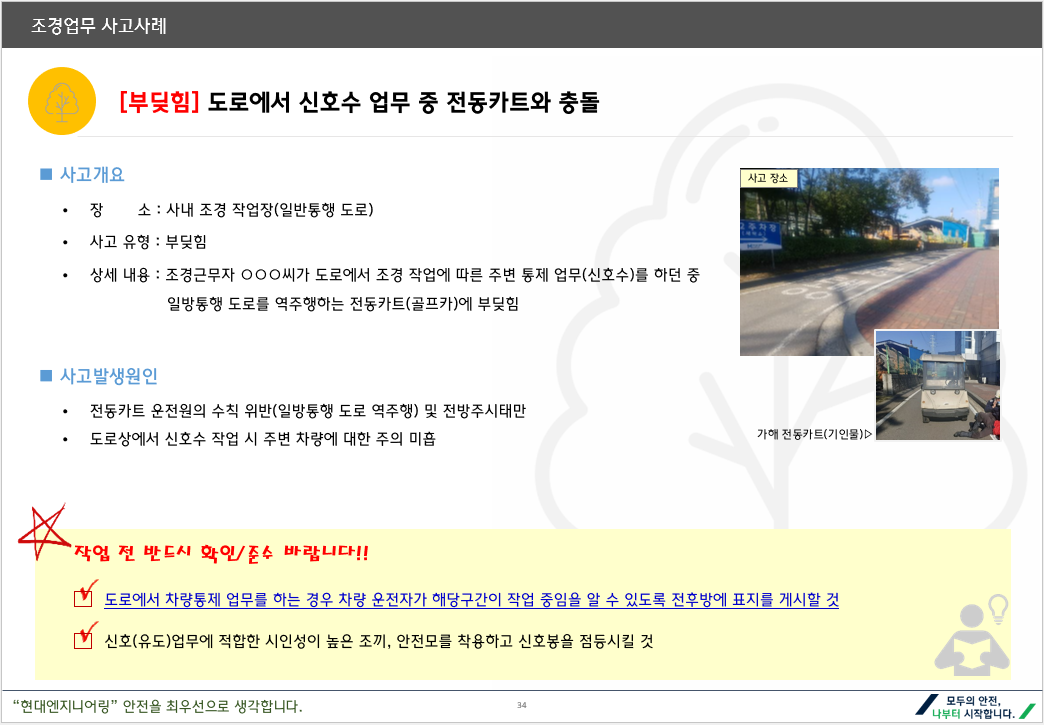 조경업무 사고사례
[부딪힘] 도로에서 신호수 업무 중 전동카트와 충돌
■ 사고개요
• 장 소 : 사내 조경 작업장(일반통행 도로)
• 사고 유형 : 부딪힘
• 상세 내용 : 조경근무자 ○○○씨가 도로에서 조경 작업에 따른 주변 통제 업무(신호수)를 하던 중
일방통행 도로를 역주행하는 전동카트(골프카)에 부딪힘
사고 장소
주차장
가해 전동카트(기인물)▷
■ 사고발생원인
• 전동카트 운전원의 수칙 위반(일방통행 도로 역주행) 및 전방주시태만
• 도로상에서 신호수 작업 시 주변 차량에 대한 주의 미흡
작업 전 반드시 확인/준수 바랍니다!!
도로에서 차량통제 업무를 하는 경우 차량 운전자가 해당구간이 작업 중임을 알 수 있도록 전후방에 표지를 게시할 것
신호(유도)업무에 적합한 시인성이 높은 조끼, 안전모를 착용하고 신호봉을 점등시킬 것
“현대엔지니어링” 안전을 최우선으로 생각합니다.
34
모두의 안전,
나부터 시작합니다.